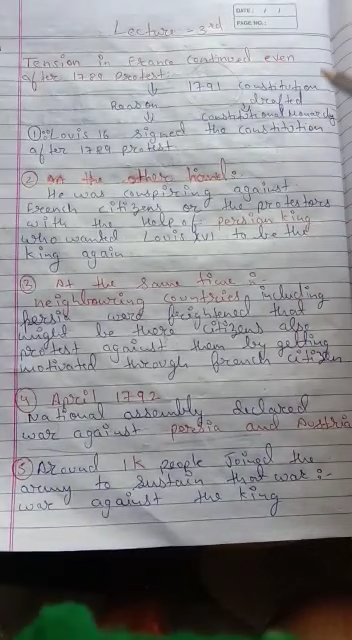 DATE: / /
PAGE NO.:
Lecture - 3rd
Tension in France continued even
after 1789 protest.
↓ 1791 constitution
Reason drafted
↓ Constitutional Monarchy
① Louis 16 signed the constitution
after 1789 protest
② On the other hand:
He was conspiring against
french citizens or the protestors
with the help of persian king
who wanted Louis XVI to be the
king again
③ At the same time :-
neighbouring countries including
persia were frightened that
might be there citizens also
protest against them by getting
motivated through french citizen
④ April 1792
National assembly declared
war against persia and Austria
⑤ Around 1K people joined the
army to sustain that war :-
war against the king